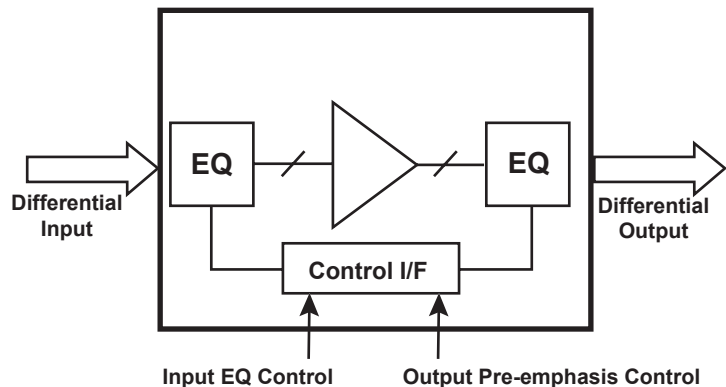 EQ
EQ
Differential
Input
Differential
Output
Control I/F
Input EQ Control
Output Pre-emphasis Control